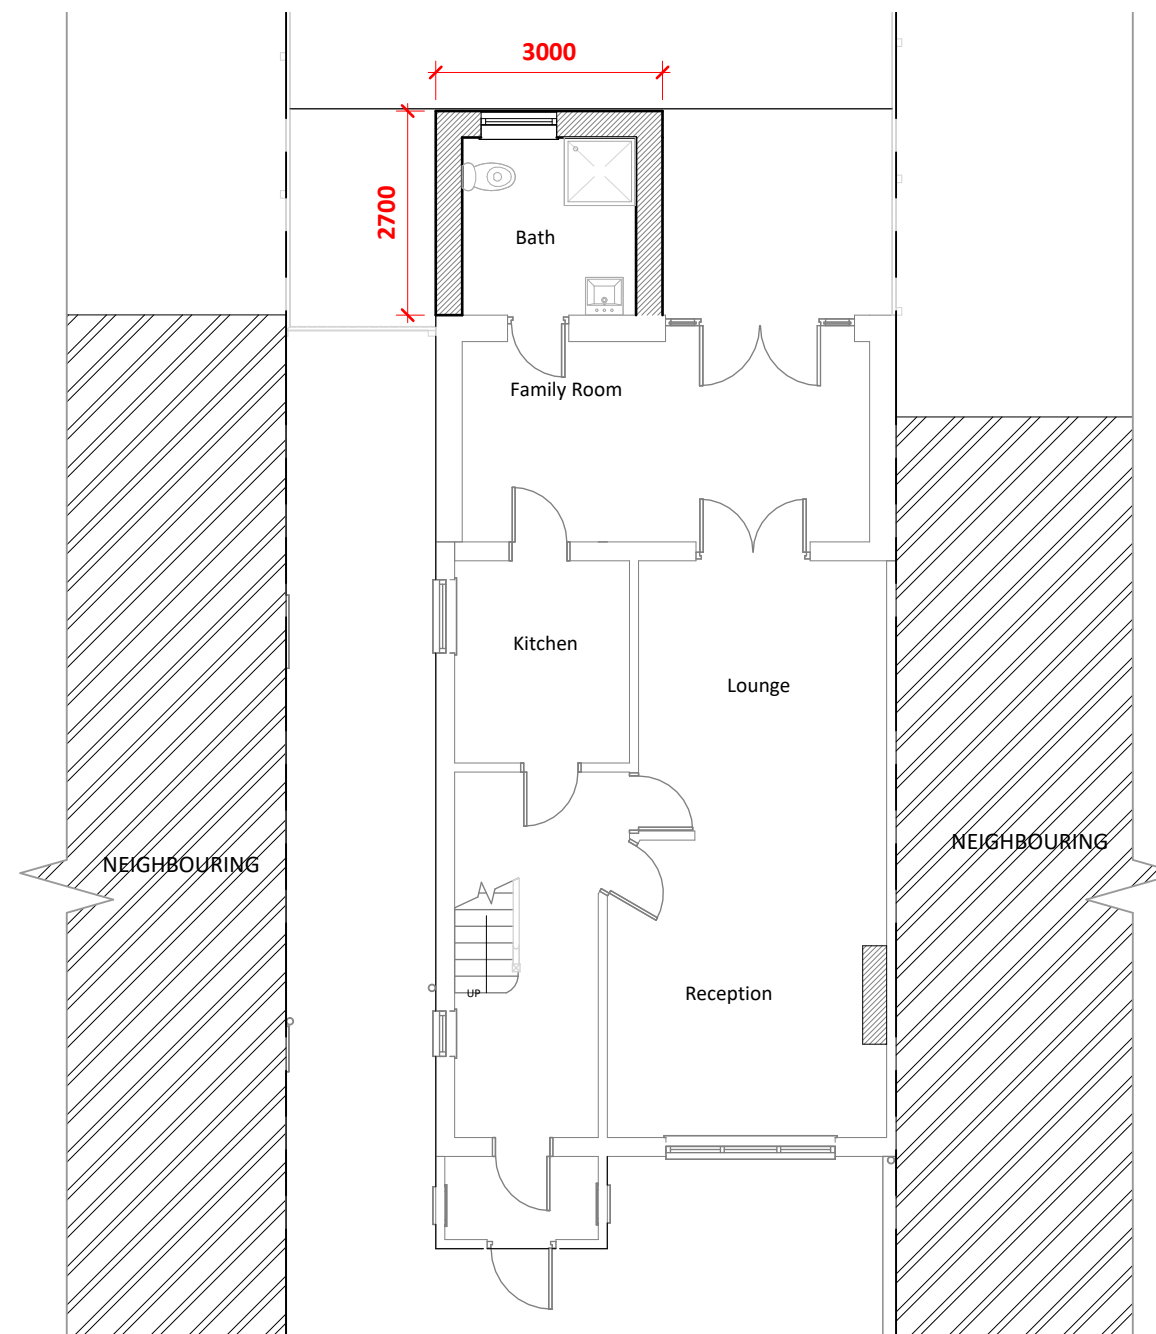 3000
2700
Bath
Family Room
Kitchen
Lounge
NEIGHBOURING
NEIGHBOURING
UP
Reception